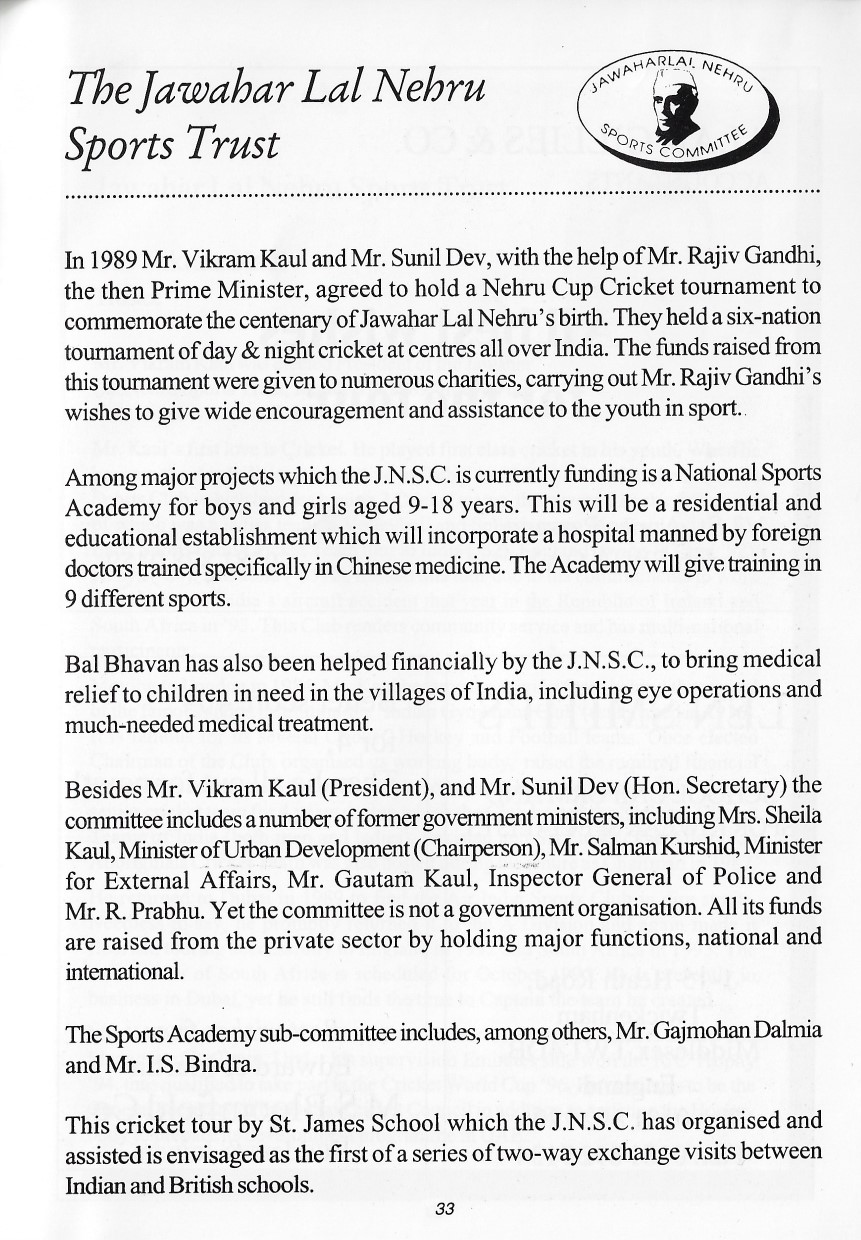 The Jawahar Lal Nehru
Sports Trust
JAWAHARLAL NEHRU
SPORTS COMMITTEE
In 1989 Mr. Vikram Kaul and Mr. Sunil Dev, with the help of Mr. Rajiv Gandhi,
the then Prime Minister, agreed to hold a Nehru Cup Cricket tournament to
commemorate the centenary of Jawahar Lal Nehru's birth. They held a six-nation
tournament of day & night cricket at centres all over India. The funds raised from
this tournament were given to numerous charities, carrying out Mr. Rajiv Gandhi's
wishes to give wide encouragement and assistance to the youth in sport.
Among major projects which the J.N.S.C. is currently funding is a National Sports
Academy for boys and girls aged 9-18 years. This will be a residential and
educational establishment which will incorporate a hospital manned by foreign
doctors trained specifically in Chinese medicine. The Academy will give training in
9 different sports.
Bal Bhavan has also been helped financially by the J.N.S.C., to bring medical
relief to children in need in the villages of India, including eye operations and
much-needed medical treatment.
Besides Mr. Vikram Kaul (President), and Mr. Sunil Dev (Hon. Secretary) the
committee includes a number of former government ministers, including Mrs. Sheila
Kaul, Minister of Urban Development (Chairperson), Mr. Salman Kurshid, Minister
for External Affairs, Mr. Gautam Kaul, Inspector General of Police and
Mr. R. Prabhu. Yet the committee is not a government organisation. All its funds
are raised from the private sector by holding major functions, national and
international.
The Sports Academy sub-committee includes, among others, Mr. Gajmohan Dalmia
and Mr. I.S. Bindra.
This cricket tour by St. James School which the J.N.S.C. has organised and
assisted is envisaged as the first of a series of two-way exchange visits between
Indian and British schools.
33